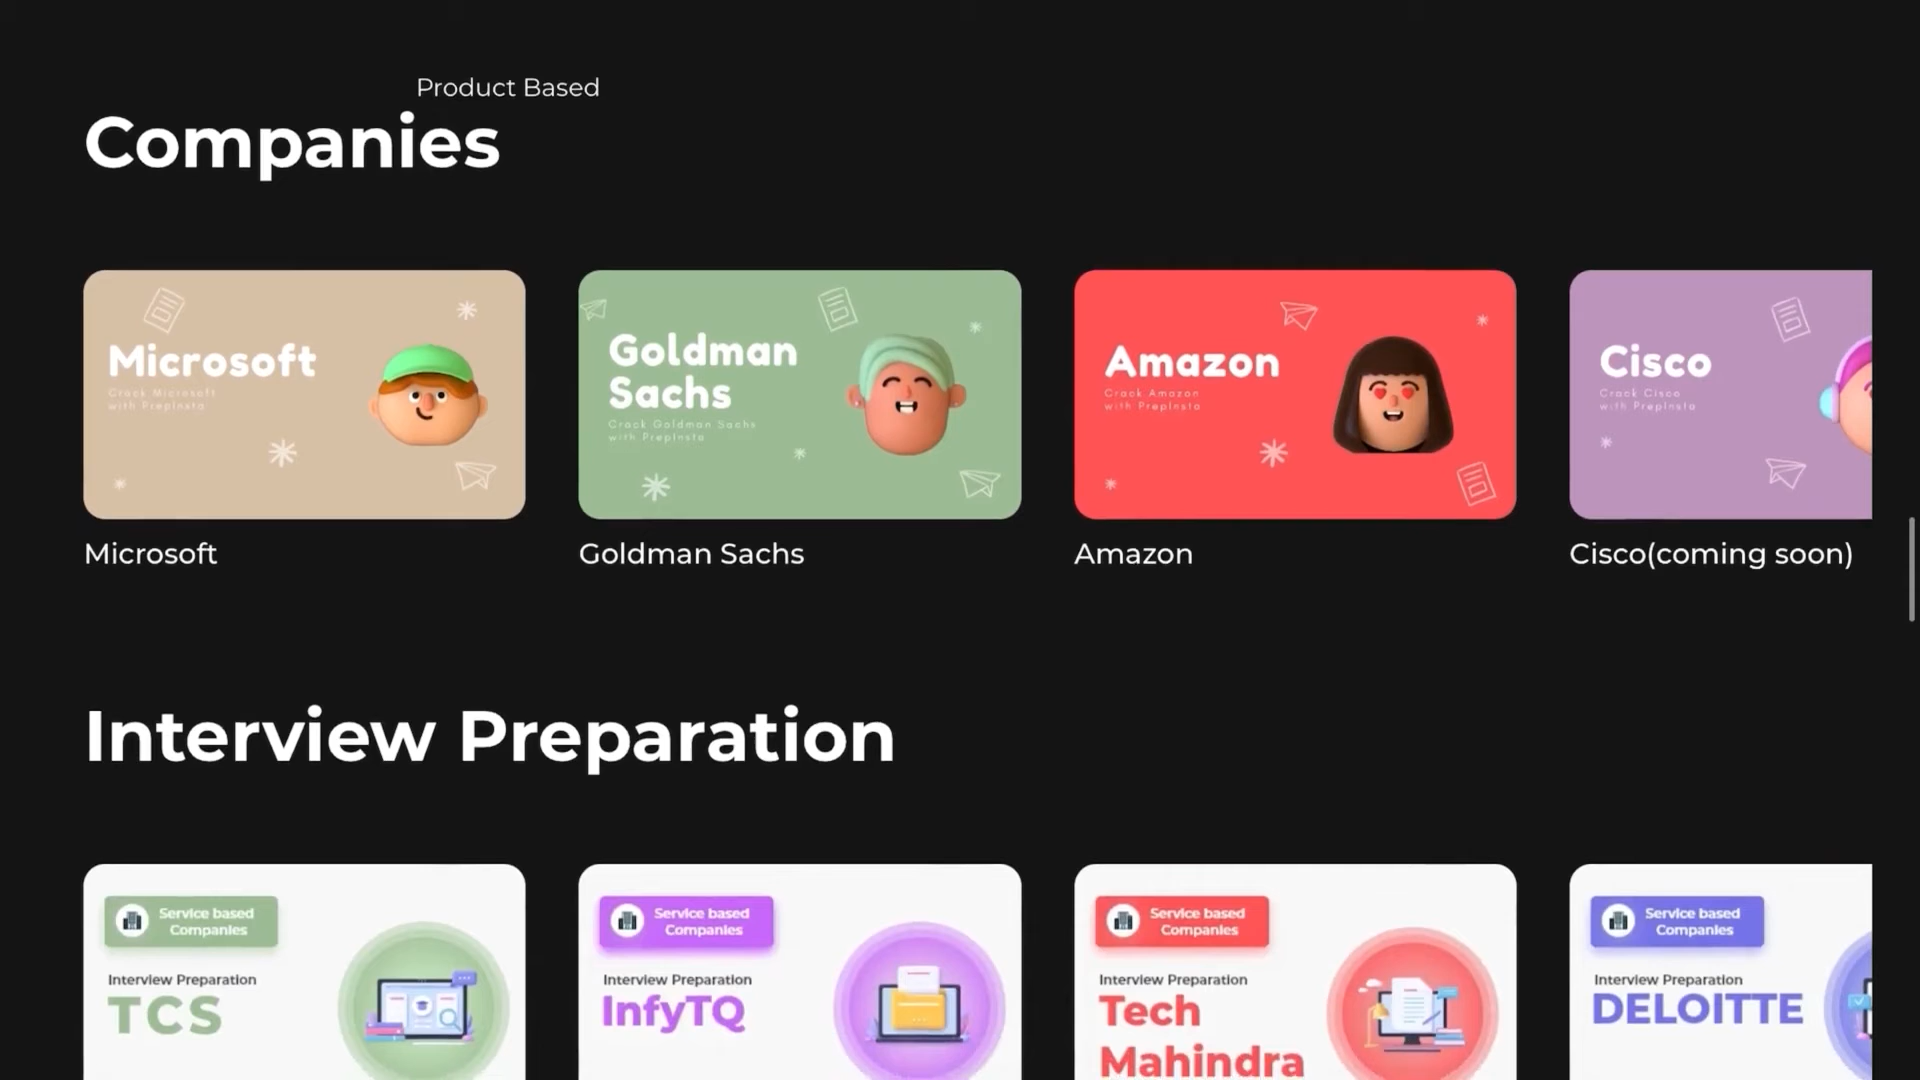 Product Based
Companies
Microsoft
Crack Microsoft
with PrepInsta
Goldman
Sachs
Crack Goldman Sachs
with PrepInsta
Amazon
Crack Amazon
with PrepInsta
Cisco
Crack Cisco
with PrepInsta
Microsoft
Goldman Sachs
Amazon
Cisco(coming soon)
Interview Preparation
Service based
Companies
Interview Preparation
TCS
Service based
Companies
Interview Preparation
InfyTQ
Service based
Companies
Interview Preparation
Tech
Mahindra
Service based
Companies
Interview Preparation
DELOITTE